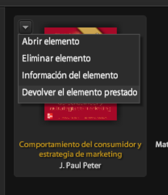 Abrir elemento
Eliminar elemento
Información del elemento
Devolver el elemento prestado
Comportamiento del consumidor y
estrategia de marketing
J. Paul Peter
Mat